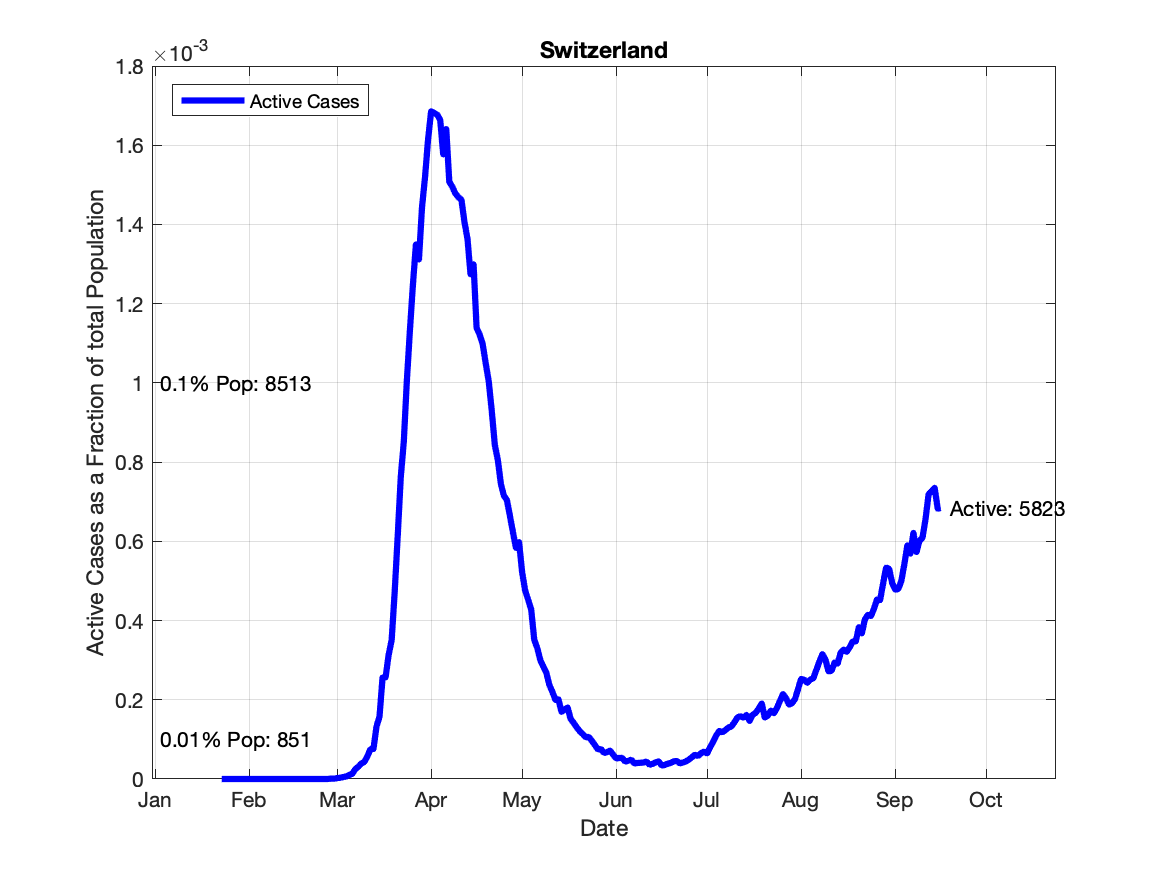 Switzerland
×10-3
Active Cases
1.8
1.6
1.4
1.2
1
0.8
0.6
0.4
0.2
0
0.1% Pop: 8513
0.01% Pop: 851
Active: 5823
Active Cases as a Fraction of total Population
Jan Feb Mar Apr May Jun Jul Aug Sep Oct
Date